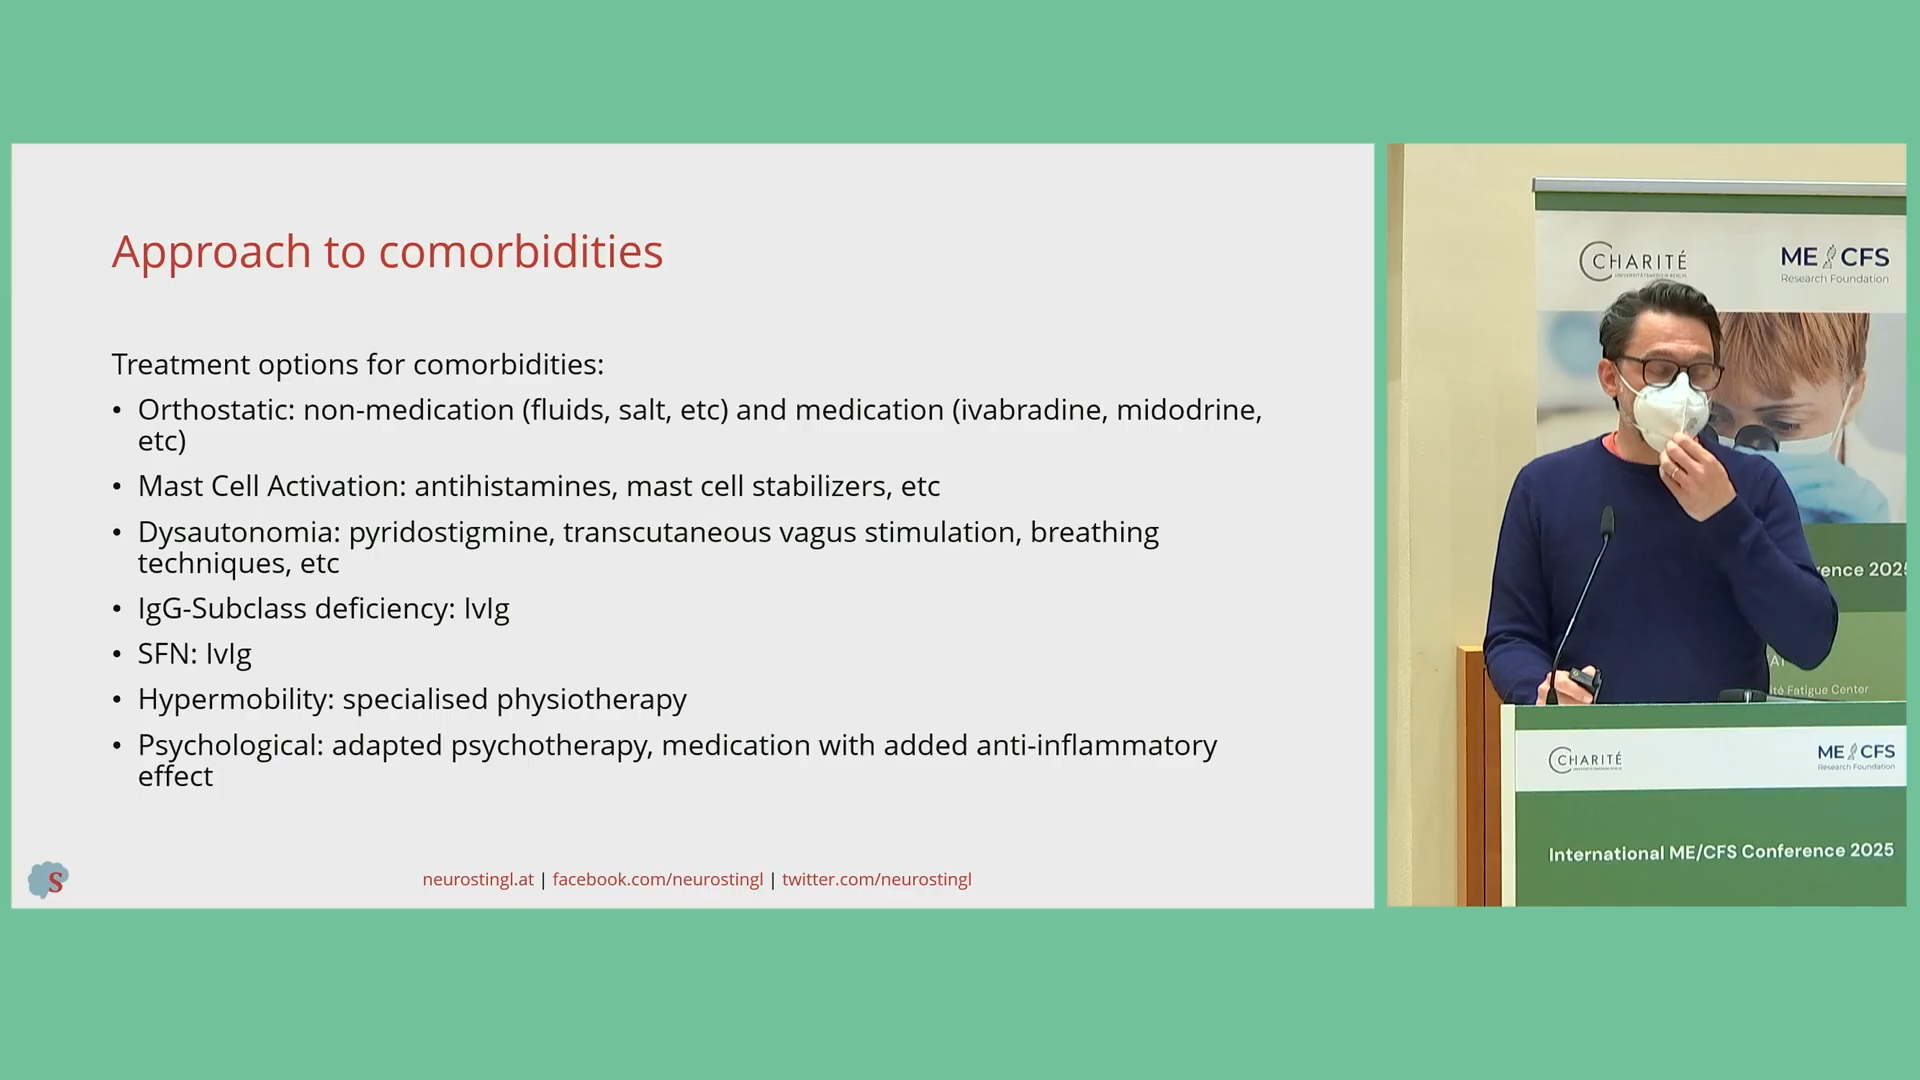 Approach to comorbidities
Treatment options for comorbidities:
• Orthostatic: non-medication (fluids, salt, etc) and medication (ivabradine, midodrine,
etc)
• Mast Cell Activation: antihistamines, mast cell stabilizers, etc
• Dysautonomia: pyridostigmine, transcutaneous vagus stimulation, breathing
techniques, etc
• IgG-Subclass deficiency: IvIg
• SFN: IvIg
• Hypermobility: specialised physiotherapy
• Psychological: adapted psychotherapy, medication with added anti-inflammatory
effect
S
neurostingl.at | facebook.com/neurostingl | twitter.com/neurostingl
CHARITÉ
UNIVERSITÄTSMEDIZIN BERLIN
ME CFS
Research Foundation
2025
Fatigue Center
CHARITÉ
ME CFS
Research Foundation
International ME/CFS Conference 2025